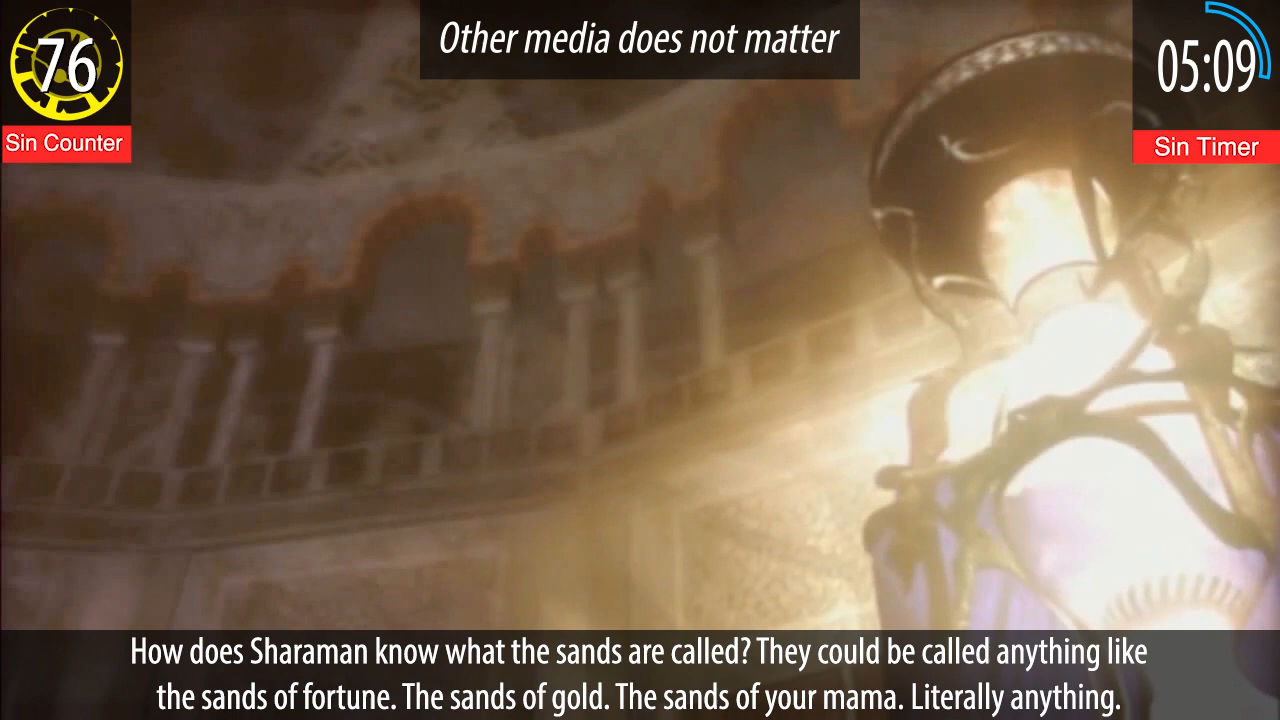 76
Sin Counter
Other media does not matter
05:09
Sin Timer
How does Sharaman know what the sands are called? They could be called anything like
the sands of fortune. The sands of gold. The sands of your mama. Literally anything.